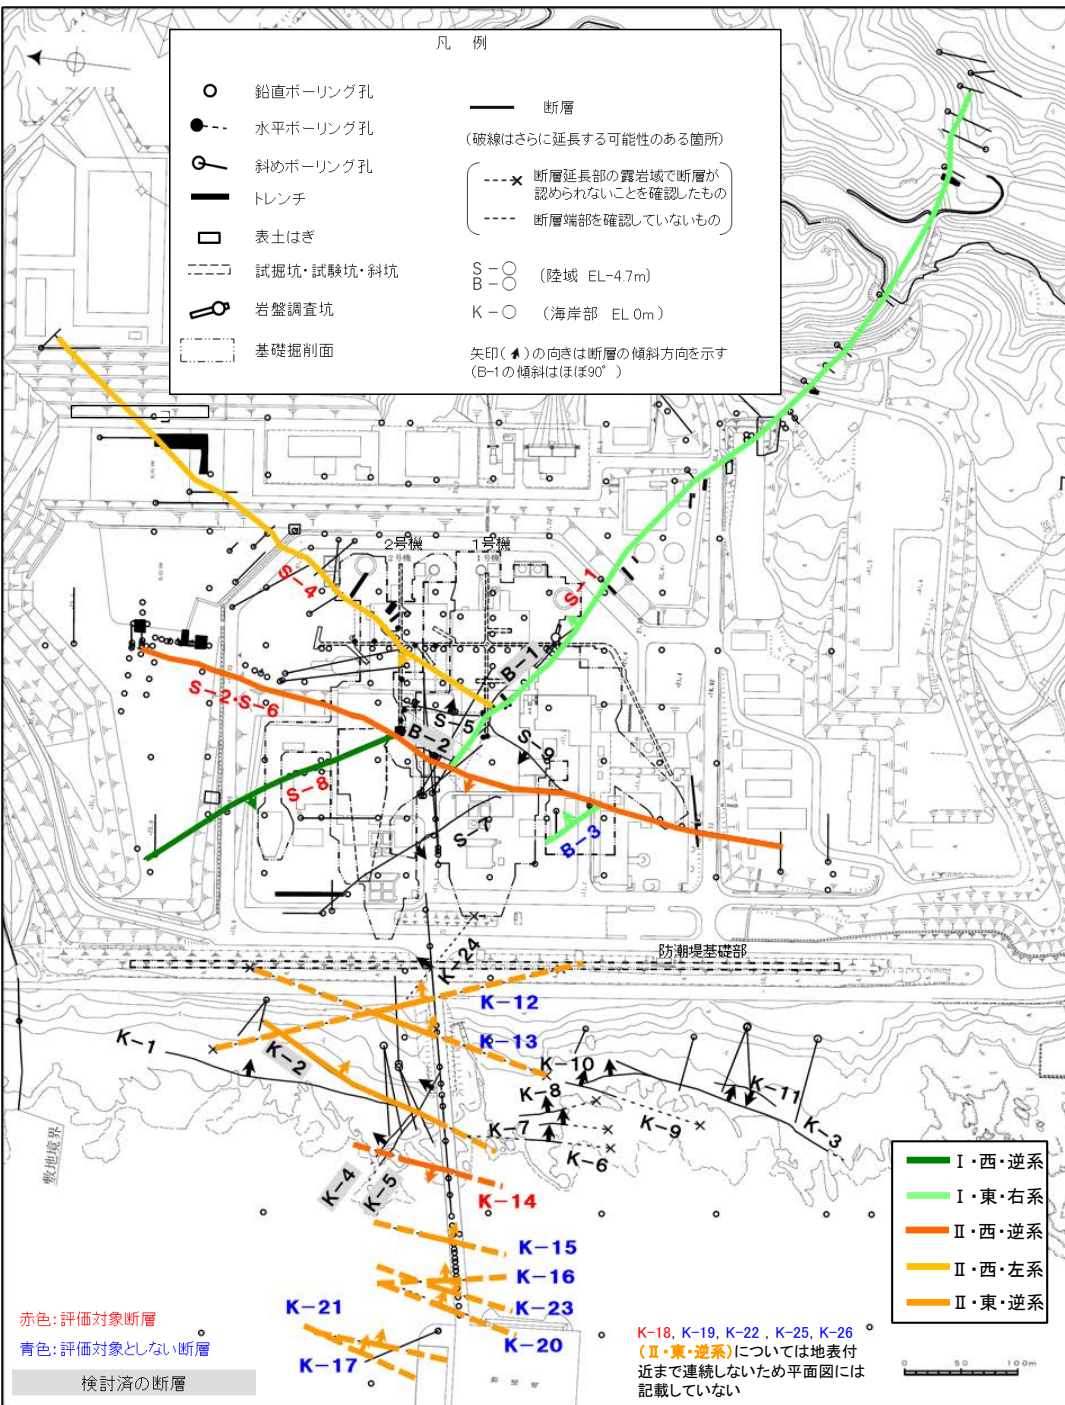 凡 例
鉛直ボーリング孔
水平ボーリング孔
斜めボーリング孔
トレンチ
表土はぎ
試掘坑・試験坑・斜坑
岩盤調査坑
基礎掘削面
断層
(破線はさらに延長する可能性のある箇所)
断層延長部の露岩域で断層が
認められないことを確認したもの
断層端部を確認していないもの
S-○
B-○
(陸域 EL-4.7m)
K-○ (海岸部 EL 0m)
矢印( )の向きは断層の傾斜方向を示す
(B-1の傾斜はほぼ90°)
2号機
2号機
1号機
1号機
S-4
S-1
B-1
S-2・S-6
S-5
B-2
S-9
S-8
S-7
B-3
防潮堤基礎部
K-24
K-12
K-13
K-1
K-2
K-10
K-8
K-7
K-11
K-9
K-3
K-6
敷地境界
K-4
K-5
K-14
K-15
K-16
K-23
K-21
K-20
K-17
Ⅰ・西・逆系
Ⅰ・東・右系
Ⅱ・西・逆系
Ⅱ・西・左系
Ⅱ・東・逆系
赤色:評価対象断層
青色:評価対象としない断層
検討済の断層
K-18, K-19, K-22 , K-25, K-26
(Ⅱ・東・逆系)については地表付
近まで連続しないため平面図には
記載していない
0 50 100m